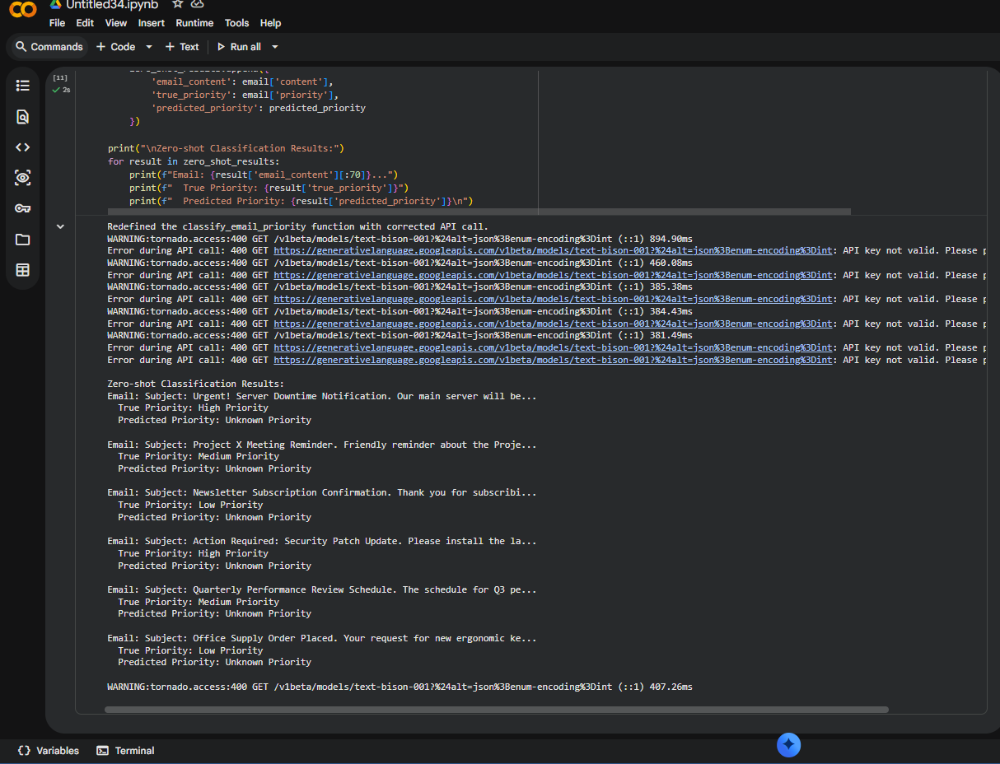 Untitled34.ipynb
File Edit View Insert Runtime Tools Help
Commands + Code + Text Run all
[11]
2s
'email_content': email['content'],
'true_priority': email['priority'],
'predicted_priority': predicted_priority
})
print("\nZero-shot Classification Results:")
for result in zero_shot_results:
print(f"Email: {result['email_content'][:70]}...")
print(f"  True Priority: {result['true_priority']}")
print(f"  Predicted Priority: {result['predicted_priority']}\n")
Redefined the classify_email_priority function with corrected API call.
WARNING:tornado.access:400 GET /v1beta/models/text-bison-001?%24alt=json%3Benum-encoding%3Dint (::1) 894.90ms
Error during API call: 400 GET https://generativelanguage.googleapis.com/v1beta/models/text-bison-001?%24alt=json%3Benum-encoding%3Dint: API key not valid. Please p
WARNING:tornado.access:400 GET /v1beta/models/text-bison-001?%24alt=json%3Benum-encoding%3Dint (::1) 460.08ms
Error during API call: 400 GET https://generativelanguage.googleapis.com/v1beta/models/text-bison-001?%24alt=json%3Benum-encoding%3Dint: API key not valid. Please p
WARNING:tornado.access:400 GET /v1beta/models/text-bison-001?%24alt=json%3Benum-encoding%3Dint (::1) 385.38ms
Error during API call: 400 GET https://generativelanguage.googleapis.com/v1beta/models/text-bison-001?%24alt=json%3Benum-encoding%3Dint: API key not valid. Please p
WARNING:tornado.access:400 GET /v1beta/models/text-bison-001?%24alt=json%3Benum-encoding%3Dint (::1) 384.43ms
Error during API call: 400 GET https://generativelanguage.googleapis.com/v1beta/models/text-bison-001?%24alt=json%3Benum-encoding%3Dint: API key not valid. Please p
WARNING:tornado.access:400 GET /v1beta/models/text-bison-001?%24alt=json%3Benum-encoding%3Dint (::1) 381.49ms
Error during API call: 400 GET https://generativelanguage.googleapis.com/v1beta/models/text-bison-001?%24alt=json%3Benum-encoding%3Dint: API key not valid. Please p
Error during API call: 400 GET https://generativelanguage.googleapis.com/v1beta/models/text-bison-001?%24alt=json%3Benum-encoding%3Dint: API key not valid. Please p
Zero-shot Classification Results:
Email: Subject: Urgent! Server Downtime Notification. Our main server will be...
True Priority: High Priority
Predicted Priority: Unknown Priority
Email: Subject: Project X Meeting Reminder. Friendly reminder about the Proje...
True Priority: Medium Priority
Predicted Priority: Unknown Priority
Email: Subject: Newsletter Subscription Confirmation. Thank you for subscribi...
True Priority: Low Priority
Predicted Priority: Unknown Priority
Email: Subject: Action Required: Security Patch Update. Please install the la...
True Priority: High Priority
Predicted Priority: Unknown Priority
Email: Subject: Quarterly Performance Review Schedule. The schedule for Q3 pe...
True Priority: Medium Priority
Predicted Priority: Unknown Priority
Email: Subject: Office Supply Order Placed. Your request for new ergonomic ke...
True Priority: Low Priority
Predicted Priority: Unknown Priority
WARNING:tornado.access:400 GET /v1beta/models/text-bison-001?%24alt=json%3Benum-encoding%3Dint (::1) 407.26ms
Variables Terminal